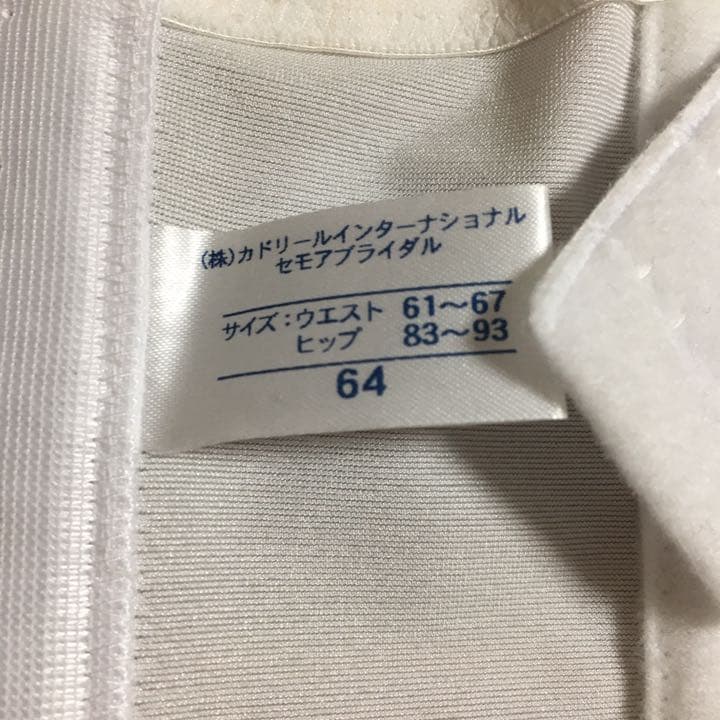 (株)カドリールインターナショナル
セモアブライダル
サイズ:ウエスト 61～67
ヒップ 83～93
64